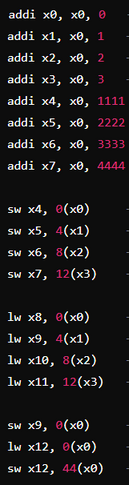 addi x0, x0, 0
addi x1, x0, 1
addi x2, x0, 2
addi x3, x0, 3
addi x4, x0, 1111
addi x5, x0, 2222
addi x6, x0, 3333
addi x7, x0, 4444
sw x4, 0(x0)
sw x5, 4(x1)
sw x6, 8(x2)
sw x7, 12(x3)
lw x8, 0(x0)
lw x9, 4(x1)
lw x10, 8(x2)
lw x11, 12(x3)
sw x9, 0(x0)
lw x12, 0(x0)
sw x12, 44(x0)